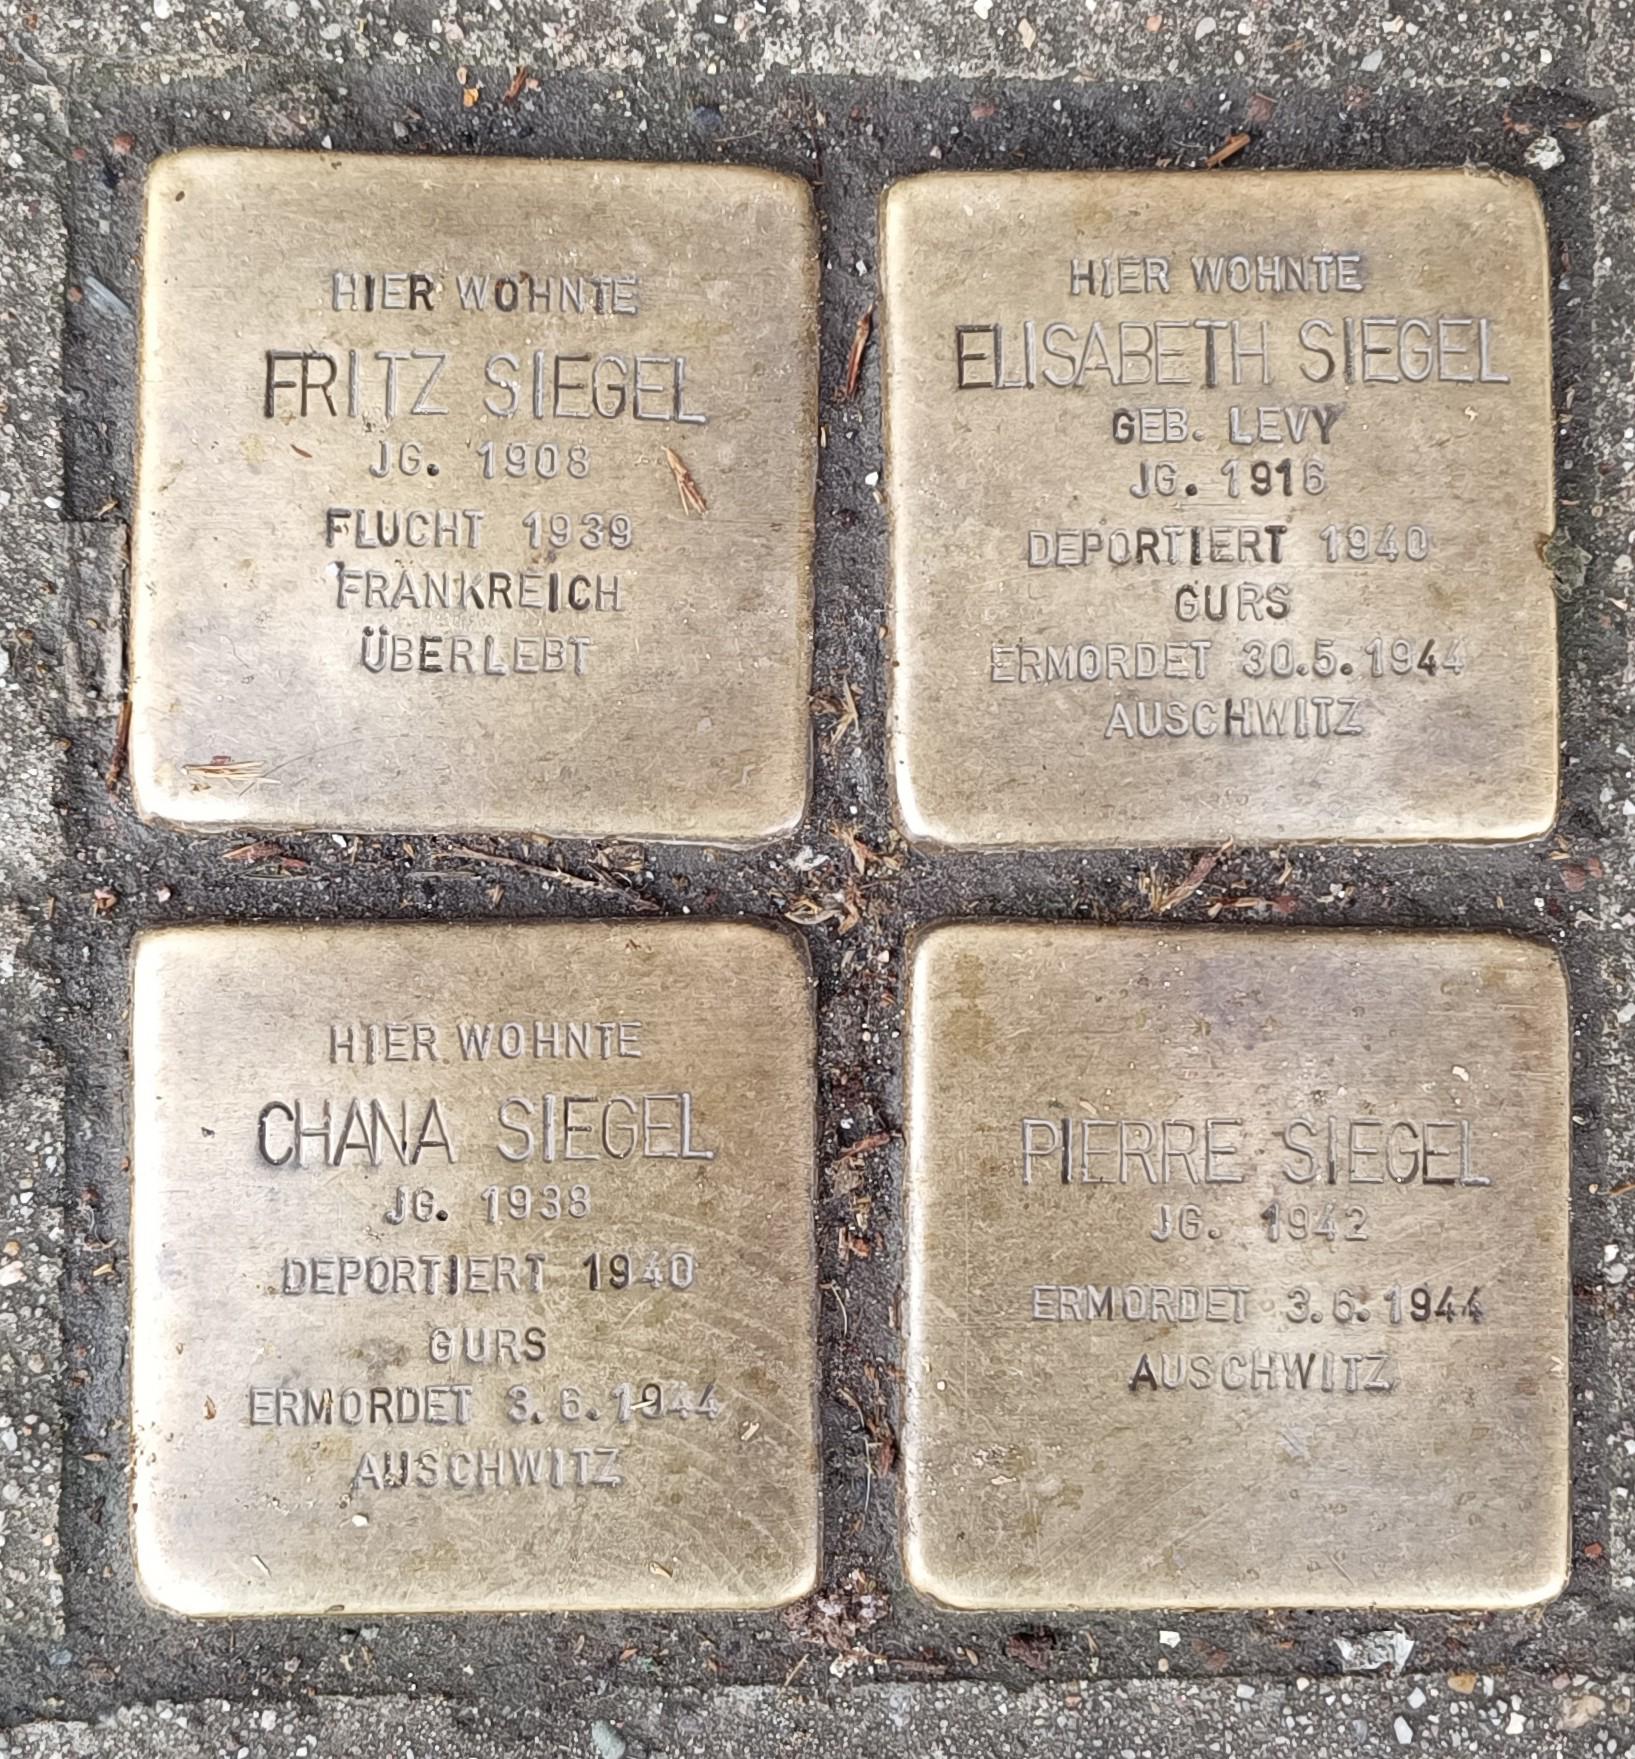 HIER WOHNTE
FRITZ SIEGEL
JG. 1908
FLUCHT 1939
FRANKREICH
ÜBERLEBT
HIER WOHNTE
ELISABETH SIEGEL
GEB. LEVY
JG. 1916
DEPORTIERT 1940
GURS
ERMORDET 30.5.1944
AUSCHWITZ
HIER WOHNTE
CHANA SIEGEL
JG. 1938
DEPORTIERT 1940
GURS
ERMORDET 3.6.1944
AUSCHWITZ
PIERRE SIEGEL
JG. 1942
ERMORDET 3.6.1944
AUSCHWITZ